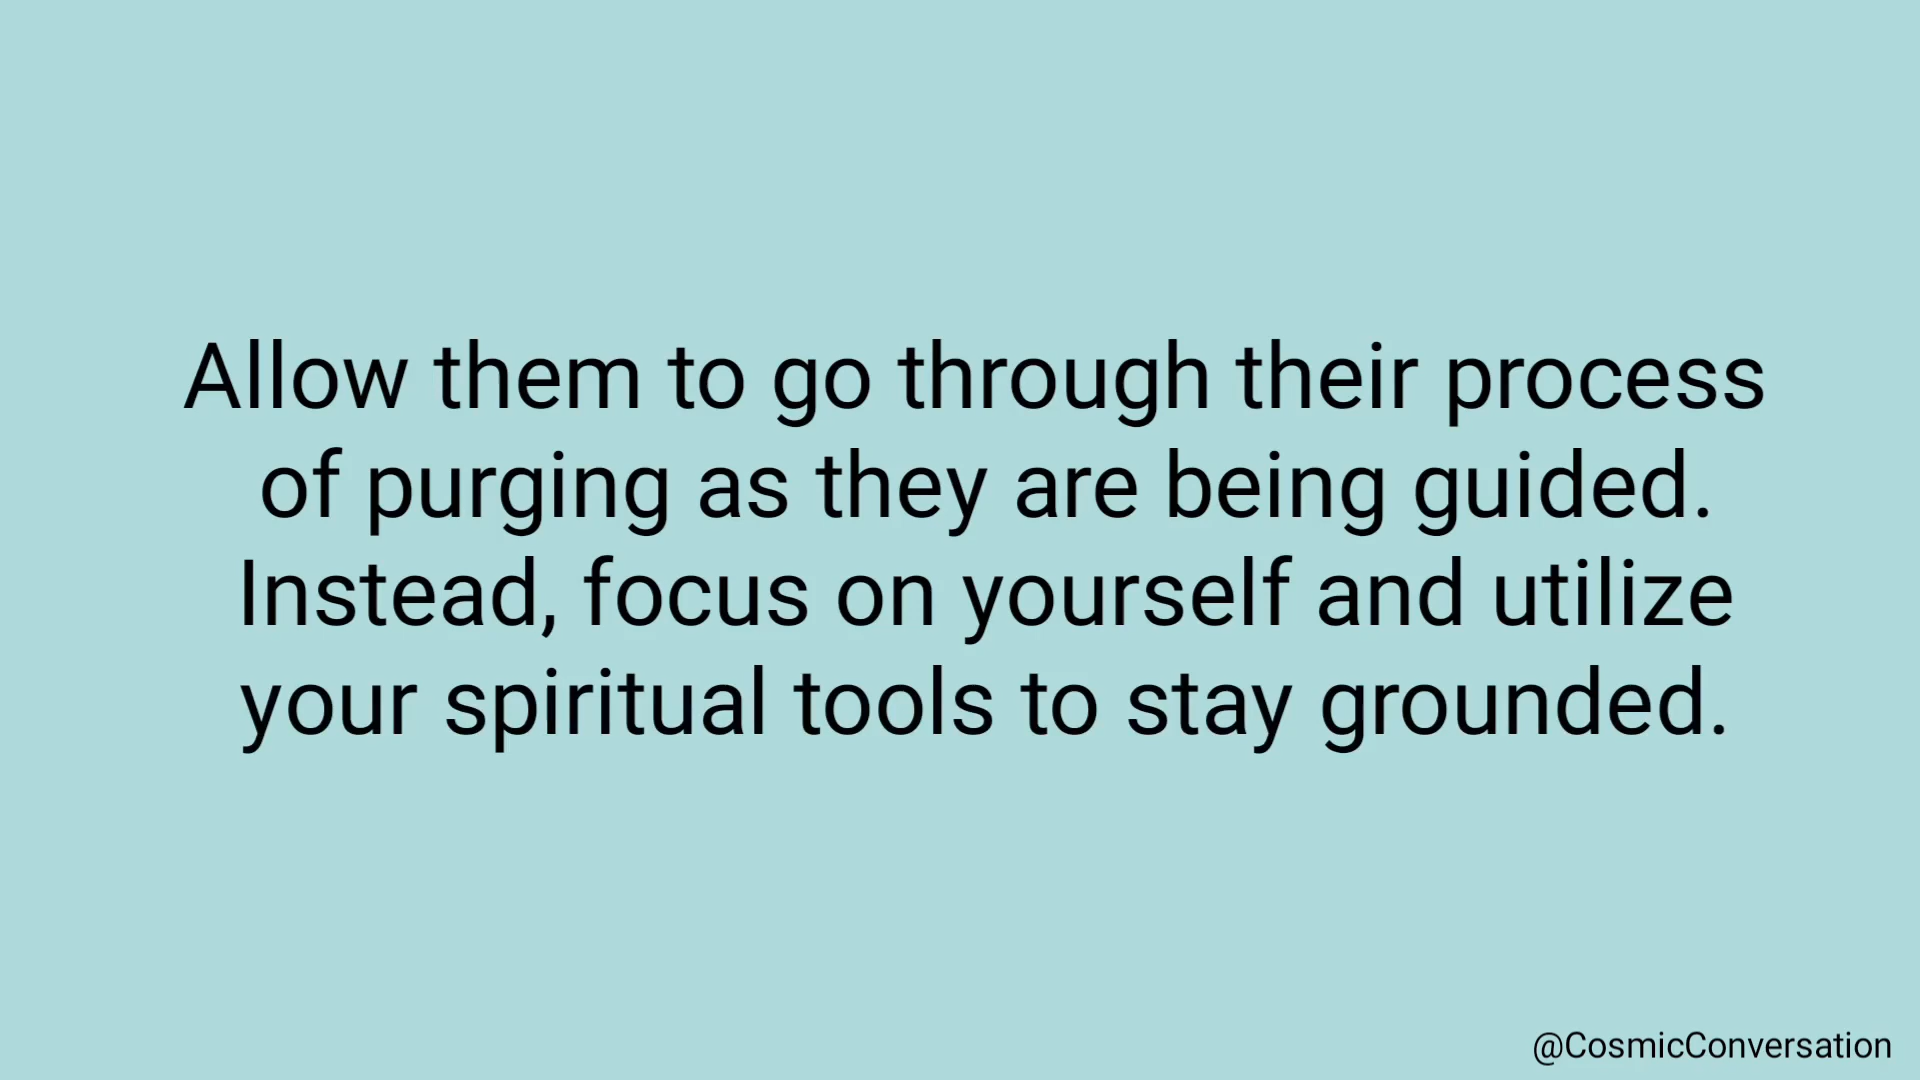 Allow them to go through their process
of purging as they are being guided.
Instead, focus on yourself and utilize
your spiritual tools to stay grounded.
@CosmicConversation